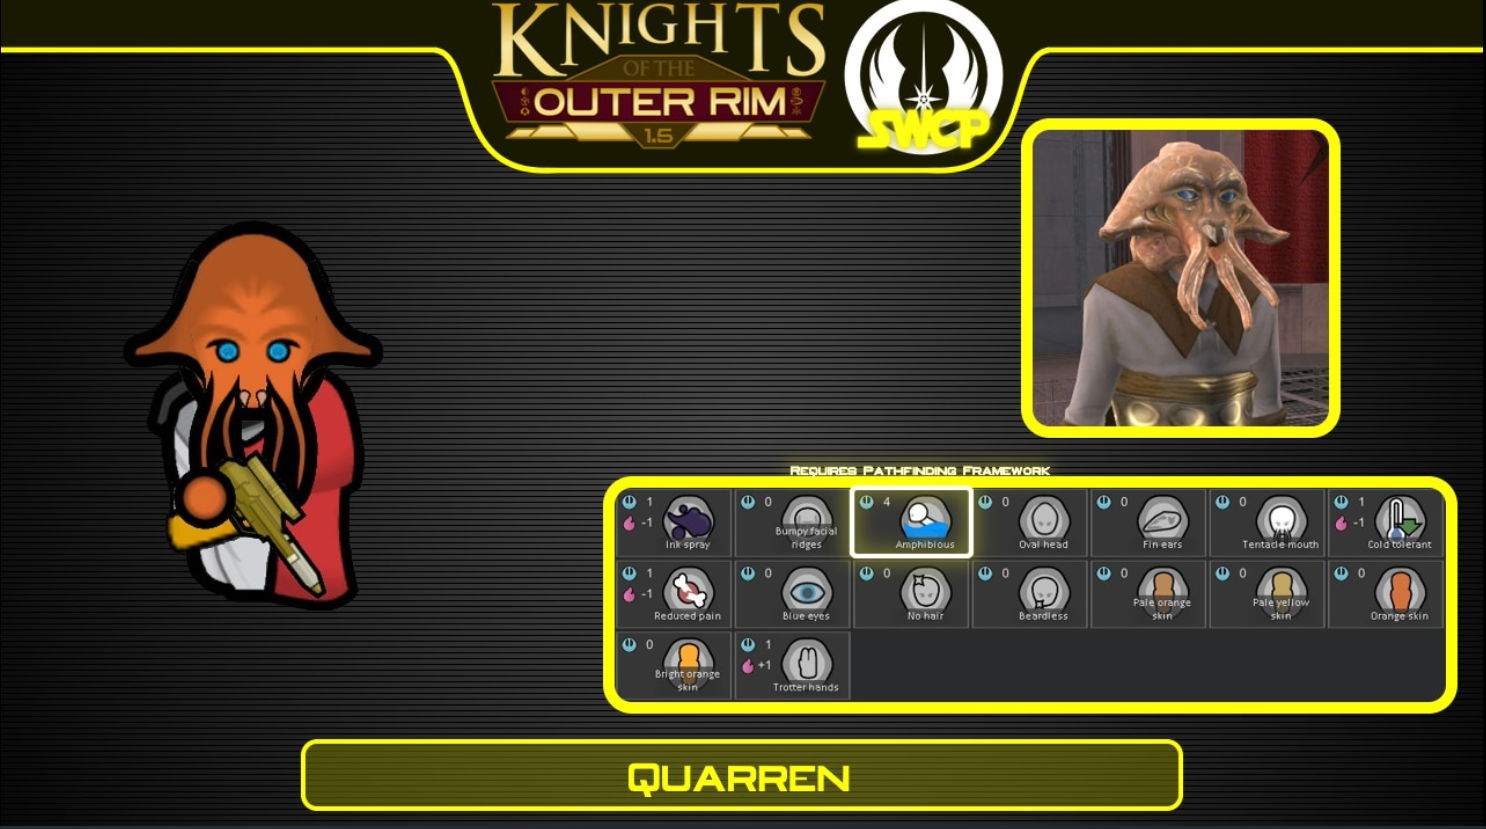 KNIGHTS
OF THE
OUTER RIM
1.5
SWCP
REQUIRES PATHFINDING FRAMEWORK
1 0 4 0 0 0 1
-1 -1
Ink spray Bumpy facial ridges Amphibious Oval head Fin ears Tentacle mouth Cold tolerant
1 0 0 0 0 0 0
-1
Reduced pain Blue eyes No hair Beardless Pale orange skin Pale yellow skin Orange skin
0 1
+1
Bright orange skin Trotter hands
QUARREN